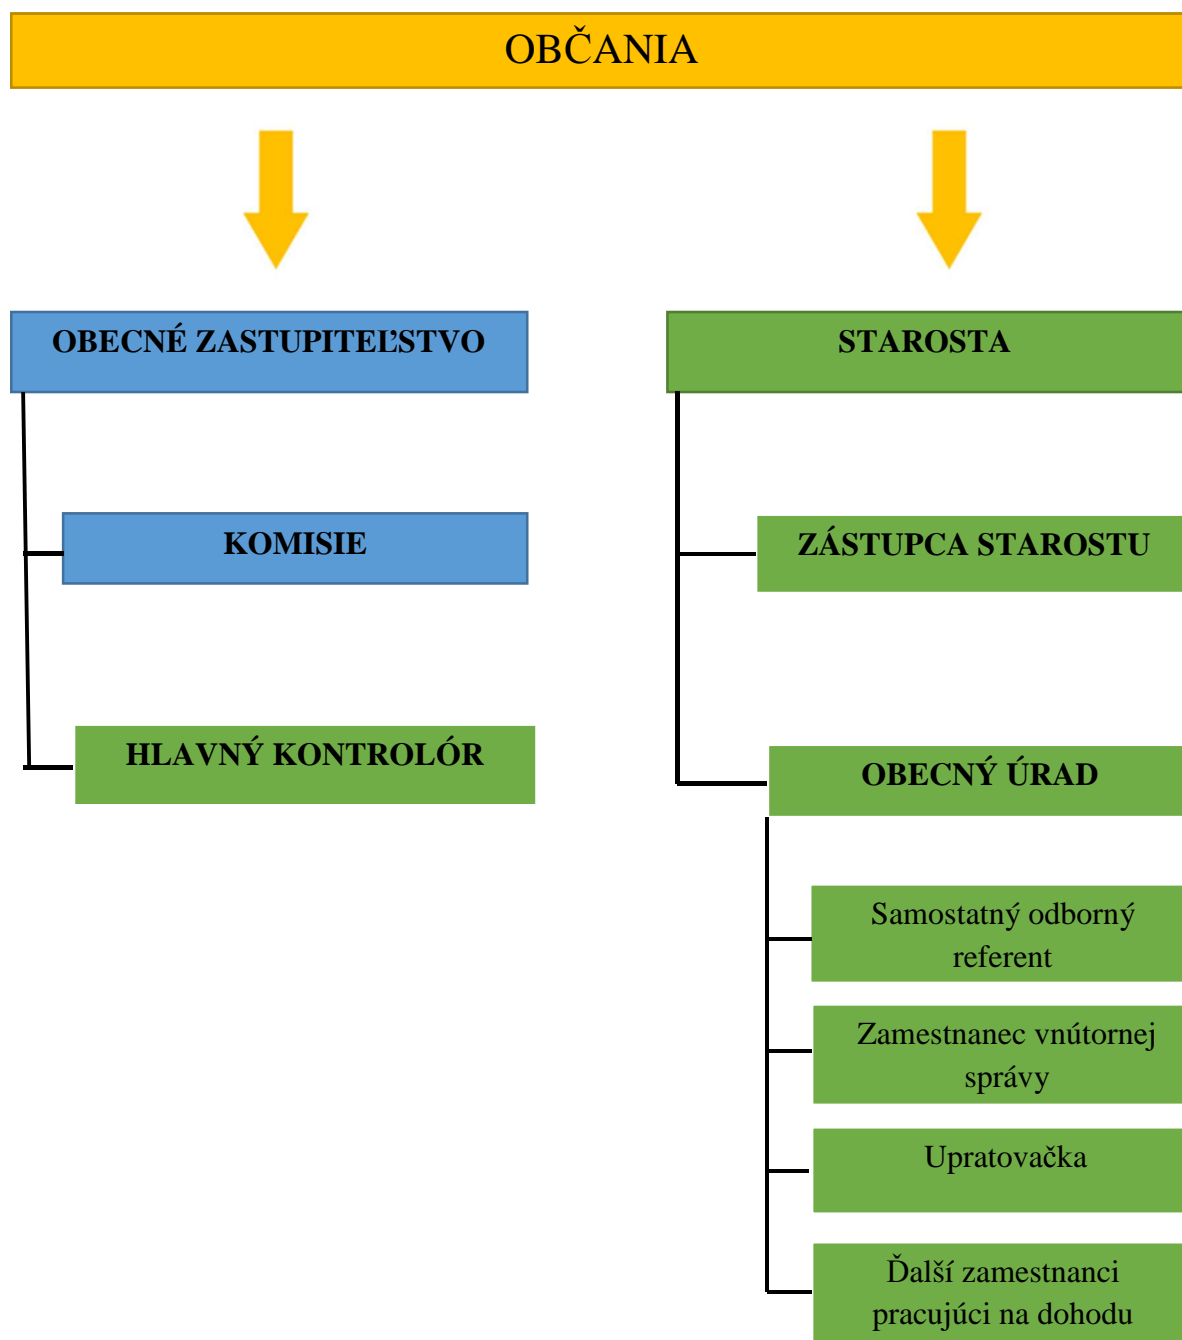 OBČANIA
OBECNÉ ZASTUPITEĽSTVO
KOMISIE
HLAVNÝ KONTROLÓR
STAROSTA
ZÁSTUPCA STAROSTU
OBECNÝ ÚRAD
Samostatný odborný
referent
Zamestnanec vnútornej
správy
Upratovačka
Ďalší zamestnanci
pracujúci na dohodu